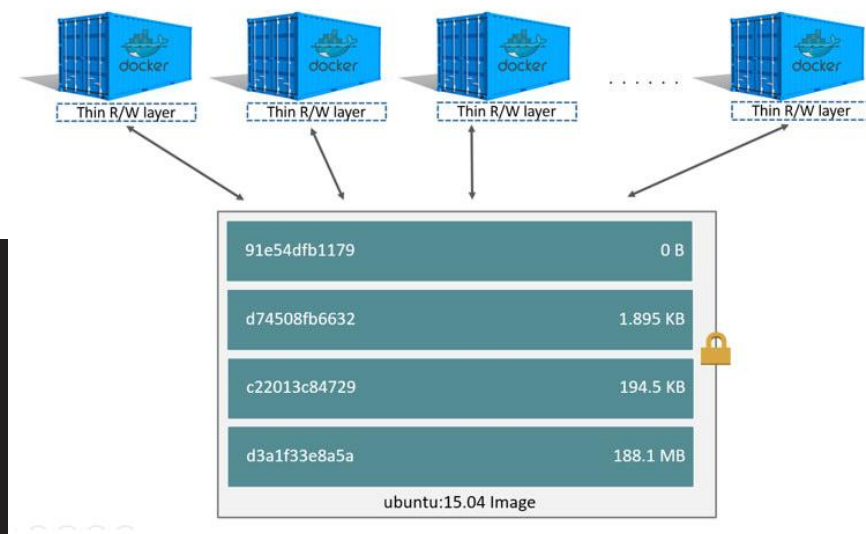 docker docker docker . . . . . . docker
Thin R/W layer Thin R/W layer Thin R/W layer Thin R/W layer
91e54dfb1179 0 B
d74508fb6632 1.895 KB
c22013c84729 194.5 KB
d3a1f33e8a5a 188.1 MB
ubuntu:15.04 Image